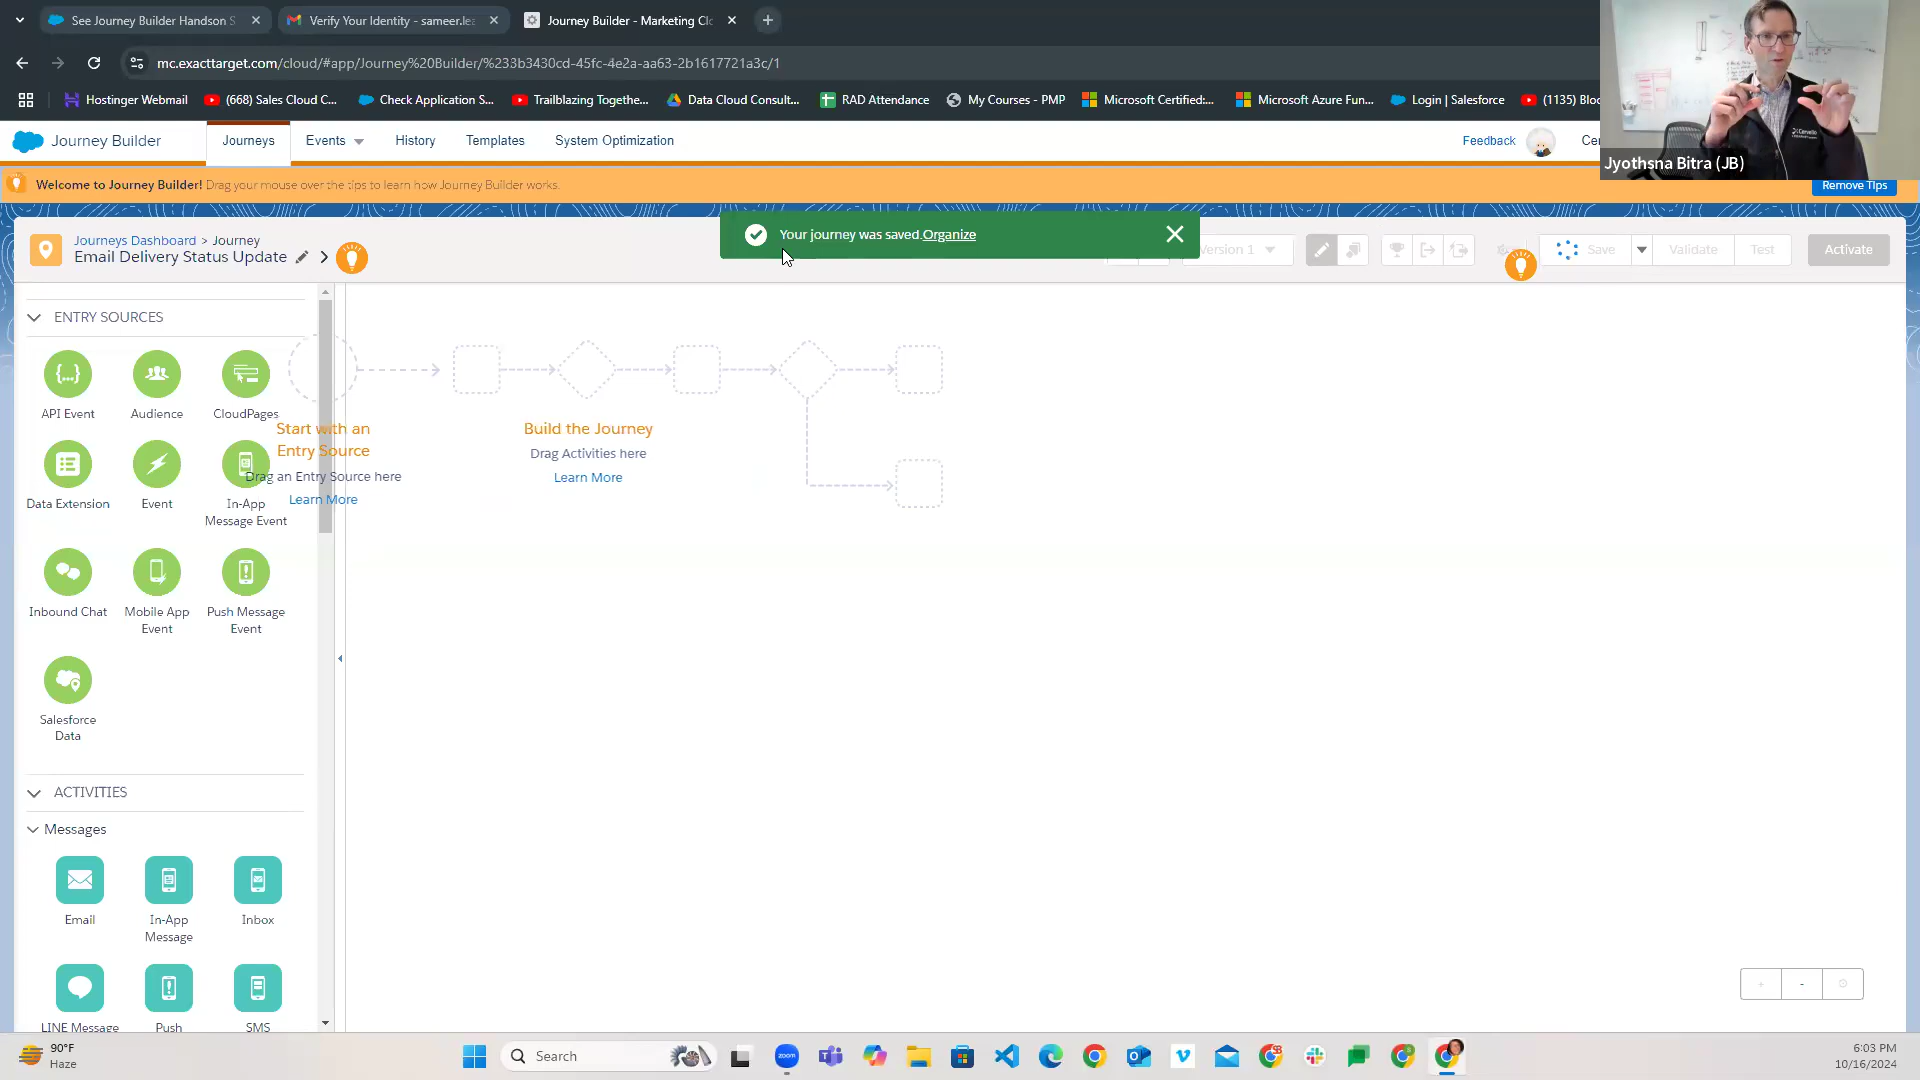 See Journey Builder Handson S
Verify Your Identity - sameer.lea
Journey Builder - Marketing Clo
mc.exacttarget.com/cloud/#app/Journey%20Builder/%233b3430cd-45fc-4e2a-aa63-2b1617721a3c/1
Hostinger Webmail
(668) Sales Cloud C...
Check Application S...
Trailblazing Togethe...
Data Cloud Consult...
RAD Attendance
My Courses - PMP
Microsoft Certified:...
Microsoft Azure Fun...
Login | Salesforce
(1135) Bloc
Journey Builder
Journeys
Events
History
Templates
System Optimization
Feedback
Cer
Jyothsna Bitra (JB)
Welcome to Journey Builder! Drag your mouse over the tips to learn how Journey Builder works.
Remove Tips
Your journey was saved.Organize
Journeys Dashboard > Journey
Email Delivery Status Update
Version 1
Save
Validate
Test
Activate
ENTRY SOURCES
API Event
Audience
CloudPages
Data Extension
Event
In-App
Message Event
Inbound Chat
Mobile App
Event
Push Message
Event
Salesforce
Data
Start with an
Entry Source
Drag an Entry Source here
Learn More
Build the Journey
Drag Activities here
Learn More
ACTIVITIES
Messages
Email
In-App
Message
Inbox
LINE Message
Push
SMS
90°F
Haze
Search
zoom
6:03 PM
10/16/2024